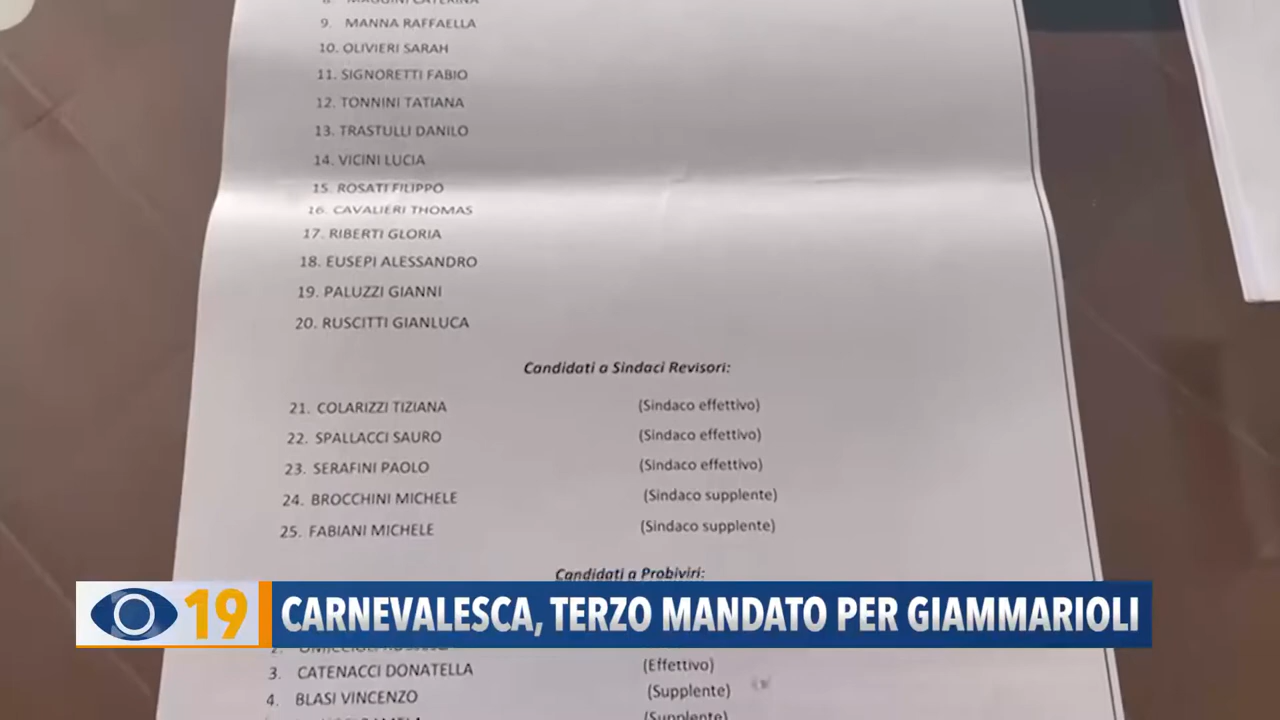 8. MAGGINI CATERINA
9. MANNA RAFFAELLA
10. OLIVIERI SARAH
11. SIGNORETTI FABIO
12. TONNINI TATIANA
13. TRASTULLI DANILO
14. VICINI LUCIA
15. ROSATI FILIPPO
16. CAVALIERI THOMAS
17. RIBERTI GLORIA
18. EUSEPI ALESSANDRO
19. PALUZZI GIANNI
20. RUSCITTI GIANLUCA
Candidati a Sindaci Revisori:
21. COLARIZZI TIZIANA (Sindaco effettivo)
22. SPALLACCI SAURO (Sindaco effettivo)
23. SERAFINI PAOLO (Sindaco effettivo)
24. BROCCHINI MICHELE (Sindaco supplente)
25. FABIANI MICHELE (Sindaco supplente)
Candidati a Probiviri:
19 CARNEVALESCA, TERZO MANDATO PER GIAMMARIOLI
2.
3. CATENACCI DONATELLA (Effettivo)
4. BLASI VINCENZO (Supplente)
(Supplente)